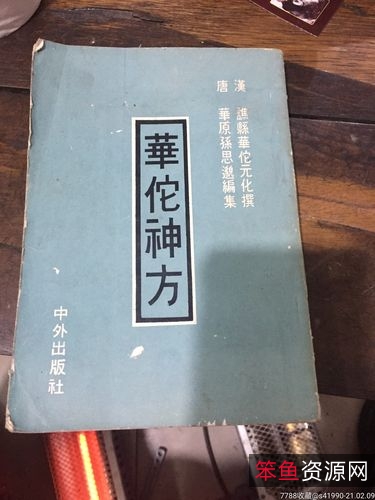 漢 譙縣華佗元化撰
唐 華原孫思邈編集
華佗神方
中外出版社
笨鱼资源网
7788收藏@s41990-21.02.09